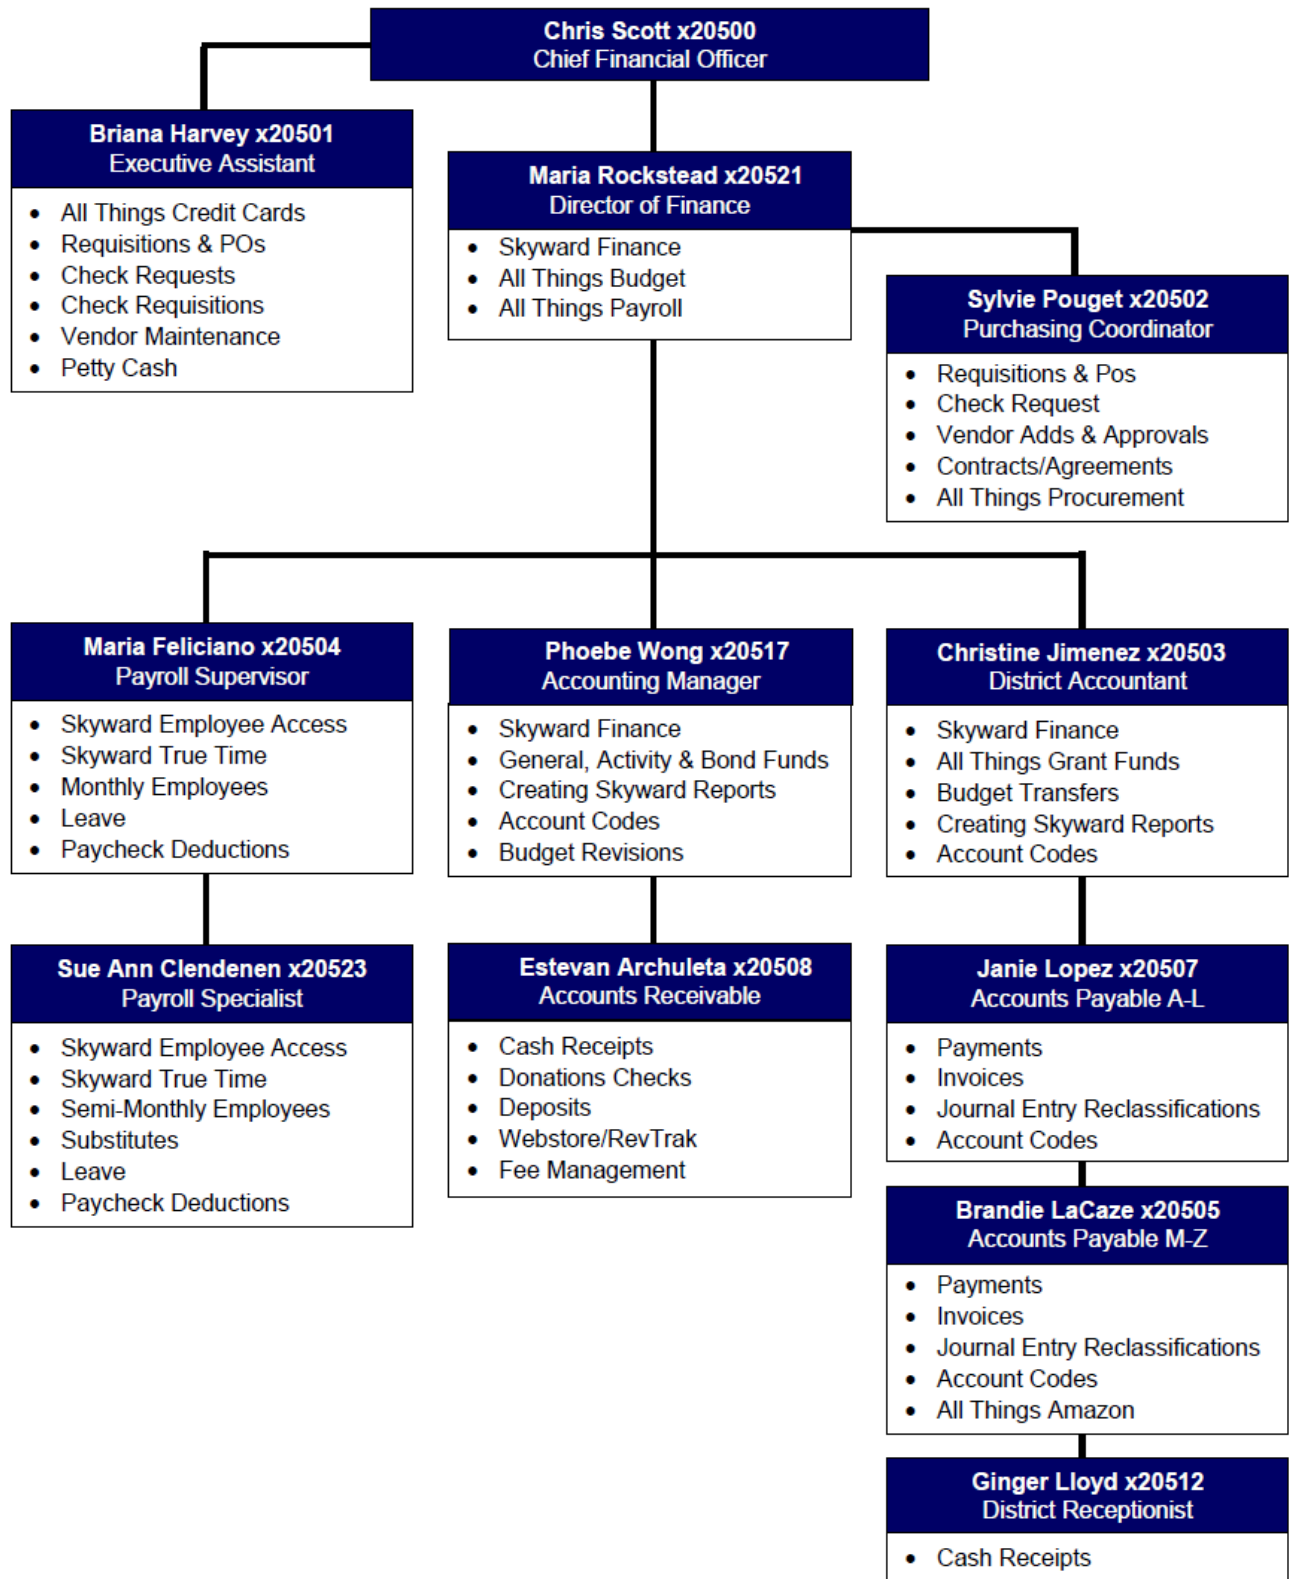 Chris Scott x20500
Chief Financial Officer
Briana Harvey x20501
Executive Assistant
• All Things Credit Cards
• Requisitions & POs
• Check Requests
• Check Requisitions
• Vendor Maintenance
• Petty Cash
Maria Rockstead x20521
Director of Finance
• Skyward Finance
• All Things Budget
• All Things Payroll
Sylvie Pouget x20502
Purchasing Coordinator
• Requisitions & Pos
• Check Request
• Vendor Adds & Approvals
• Contracts/Agreements
• All Things Procurement
Maria Feliciano x20504
Payroll Supervisor
• Skyward Employee Access
• Skyward True Time
• Monthly Employees
• Leave
• Paycheck Deductions
Phoebe Wong x20517
Accounting Manager
• Skyward Finance
• General, Activity & Bond Funds
• Creating Skyward Reports
• Account Codes
• Budget Revisions
Christine Jimenez x20503
District Accountant
• Skyward Finance
• All Things Grant Funds
• Budget Transfers
• Creating Skyward Reports
• Account Codes
Sue Ann Clendenen x20523
Payroll Specialist
• Skyward Employee Access
• Skyward True Time
• Semi-Monthly Employees
• Substitutes
• Leave
• Paycheck Deductions
Estevan Archuleta x20508
Accounts Receivable
• Cash Receipts
• Donations Checks
• Deposits
• Webstore/RevTrak
• Fee Management
Janie Lopez x20507
Accounts Payable A-L
• Payments
• Invoices
• Journal Entry Reclassifications
• Account Codes
Brandie LaCaze x20505
Accounts Payable M-Z
• Payments
• Invoices
• Journal Entry Reclassifications
• Account Codes
• All Things Amazon
Ginger Lloyd x20512
District Receptionist
• Cash Receipts